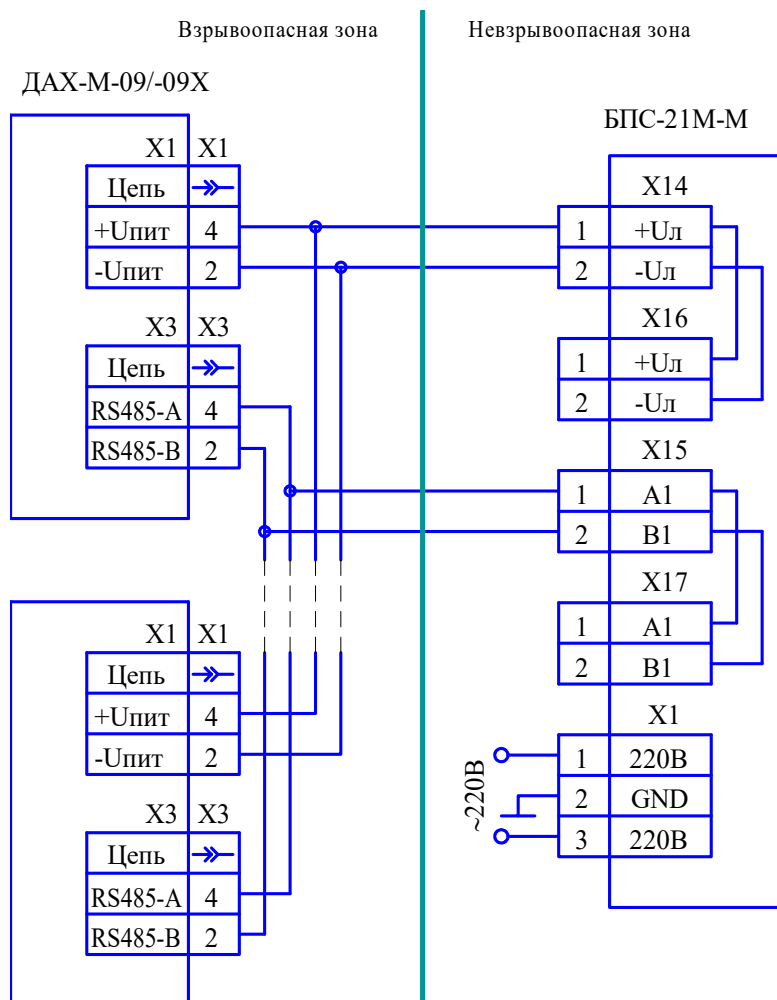 Взрывоопасная зона
Невзрывоопасная зона
ДАХ-М-09/-09Х
X1 X1
Цепь
+Uпит 4
-Uпит 2
X3 X3
Цепь
RS485-A 4
RS485-B 2
X1 X1
Цепь
+Uпит 4
-Uпит 2
X3 X3
Цепь
RS485-A 4
RS485-B 2
БПС-21М-М
X14
1 +Uл
2 -Uл
X16
1 +Uл
2 -Uл
X15
1 A1
2 B1
X17
1 A1
2 B1
X1
~220В
1 220В
2 GND
3 220В